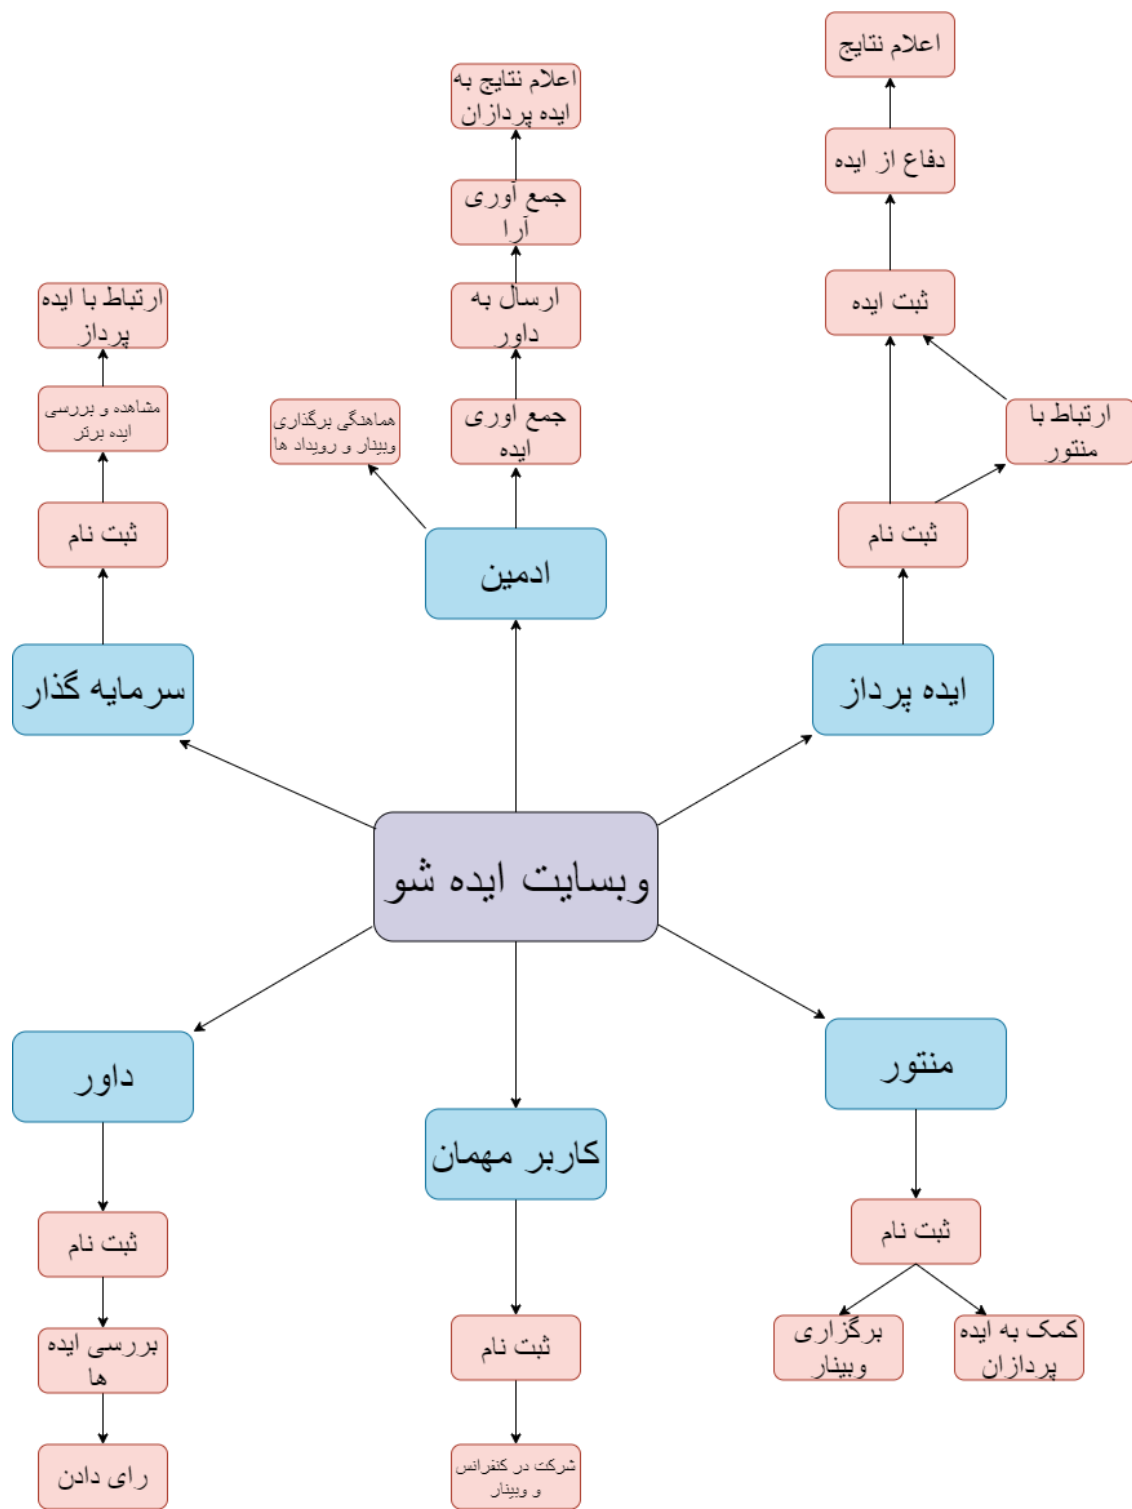 اعلام نتایج
دفاع از ایده
ثبت ایده
ارتباط با
منتور
ثبت نام
ایده پرداز
اعلام نتایج به
ایده پردازان
جمع آوری
آرا
ارسال به
داور
جمع اوری
ایده
هماهنگی برگذاری
وبینار و رویداد ها
ادمین
ارتباط با ایده
پرداز
مشاهده و بررسی
ایده برتر
ثبت نام
سرمایه گذار
وبسایت ایده شو
منتور
ثبت نام
کمک به ایده
پردازان
برگزاری
وبینار
کاربر مهمان
ثبت نام
شرکت در کنفرانس
و وبینار
داور
ثبت نام
بررسی ایده
ها
رای دادن